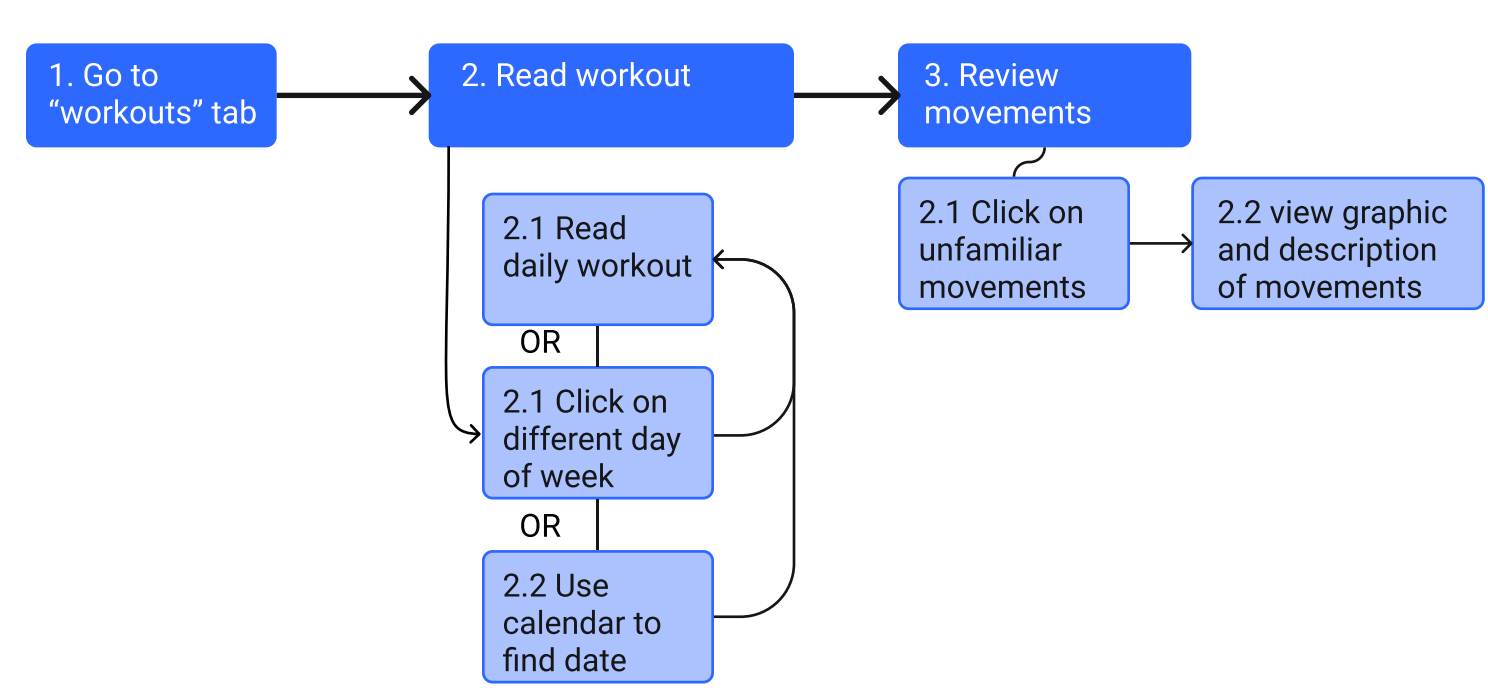 1. Go to
“workouts” tab
2. Read workout
3. Review
movements
2.1 Read
daily workout
OR
2.1 Click on
different day
of week
OR
2.2 Use
calendar to
find date
2.1 Click on
unfamiliar
movements
2.2 view graphic
and description
of movements